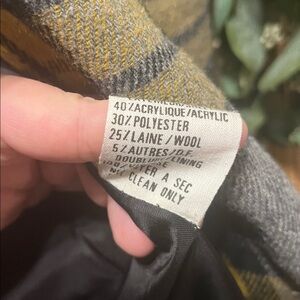 40%ACRYLIQUE/ACRYLIC
30%POLYESTER
25%LAINE/WOOL
5%AUTRES/O.F.
LINING
A SEC
CLEAN ONLY